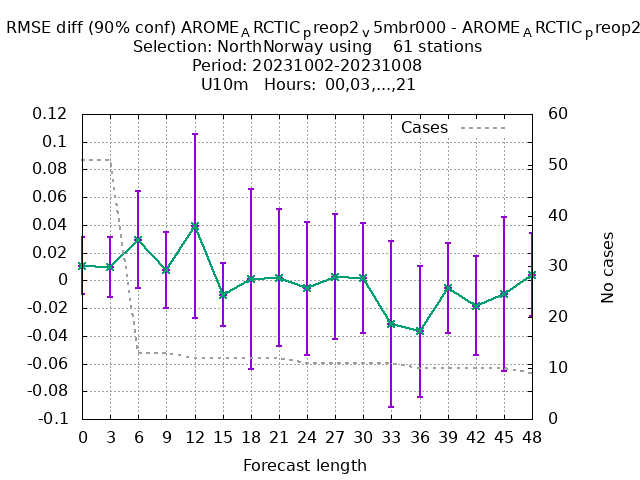 RMSE diff (90% conf) AROME_ARCTIC_preop2_v5mbr000 - AROME_ARCTIC_preop2
Selection: NorthNorway using 61 stations
Period: 20231002-20231008
U10m Hours: 00,03,...,21
0.12
0.1
0.08
0.06
0.04
0.02
0
-0.02
-0.04
-0.06
-0.08
-0.1
Cases
60
50
40
30
20
10
0
No cases
0 3 6 9 12 15 18 21 24 27 30 33 36 39 42 45 48
Forecast length